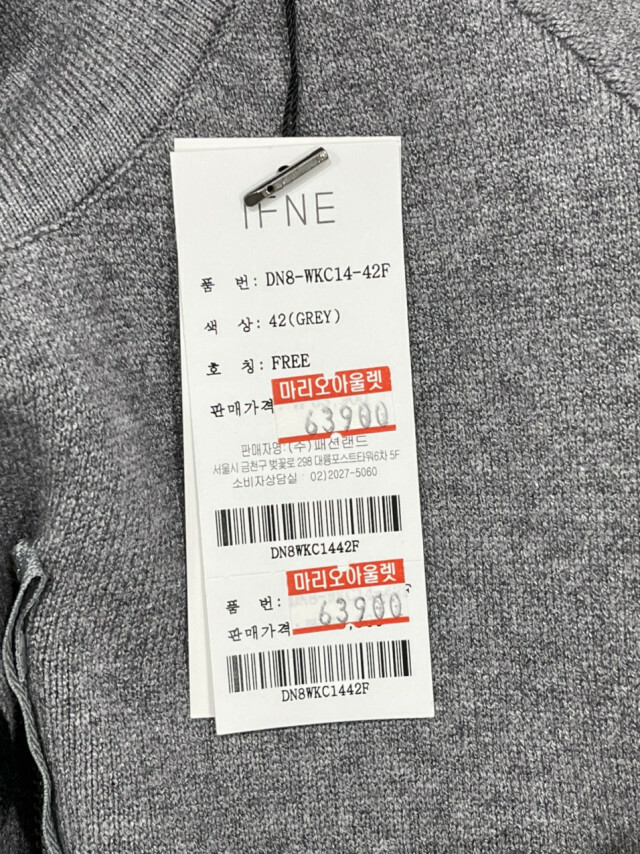 IFNE
품 번: DN8-WKC14-42F
색 상: 42(GREY)
호 칭: FREE
마리오아울렛
판매가격
63900
판매자명:(주)패션랜드
서울시 금천구 벚꽃로 298 대륭포스트타워6차 5F
소비자상담실 02)2027-5060
DN8WKC1442F
마리오아울렛
품 번:
63900
판매가격
DN8WKC1442F